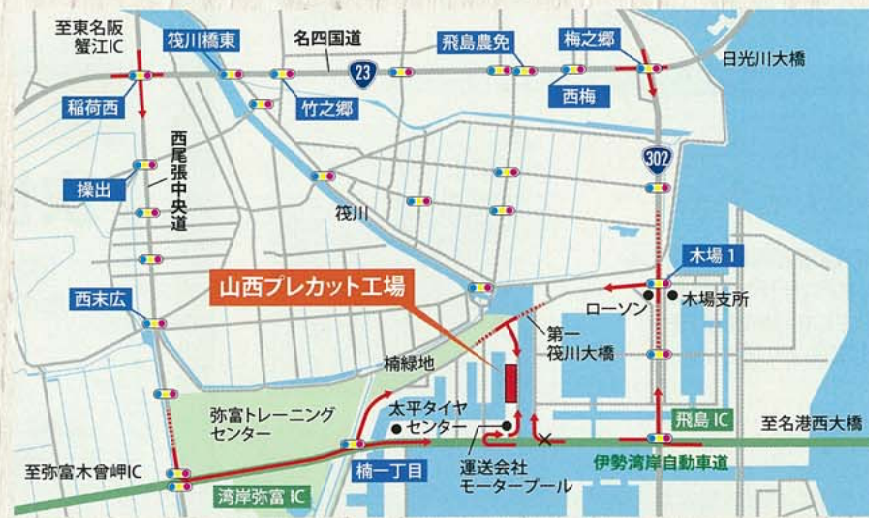 至東名阪
蟹江IC
筏川橋東
名四国道
23
飛島農免
梅之郷
日光川大橋
稲荷西
竹之郷
西梅
西尾張中央道
操出
302
筏川
山西プレカット工場
木場1
ローソン
木場支所
西末広
第一
筏川大橋
楠緑地
弥富トレーニング
センター
太平タイヤ
センター
飛島IC
至名港西大橋
至弥富木曾岬IC
楠一丁目
運送会社
モータープール
伊勢湾岸自動車道
湾岸弥富IC